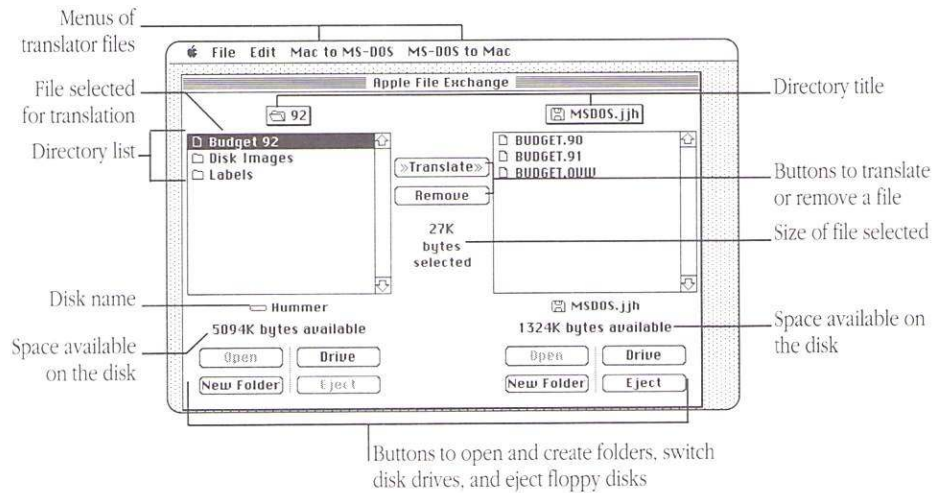 Menus of
translator files
File Edit Mac to MS-DOS MS-DOS to Mac
Apple File Exchange
File selected
for translation
Directory title
92
MSDOS.jjh
Directory list
Budget 92
Disk Images
Labels
»Translate»
Remove
27K
bytes
selected
BUDGET.90
BUDGET.91
BUDGET.OVW
Buttons to translate
or remove a file
Size of file selected
Disk name
Hummer
MSDOS.jjh
5094K bytes available
1324K bytes available
Space available
on the disk
Space available on
the disk
Open Drive
New Folder Eject
Open Drive
New Folder Eject
Buttons to open and create folders, switch
disk drives, and eject floppy disks